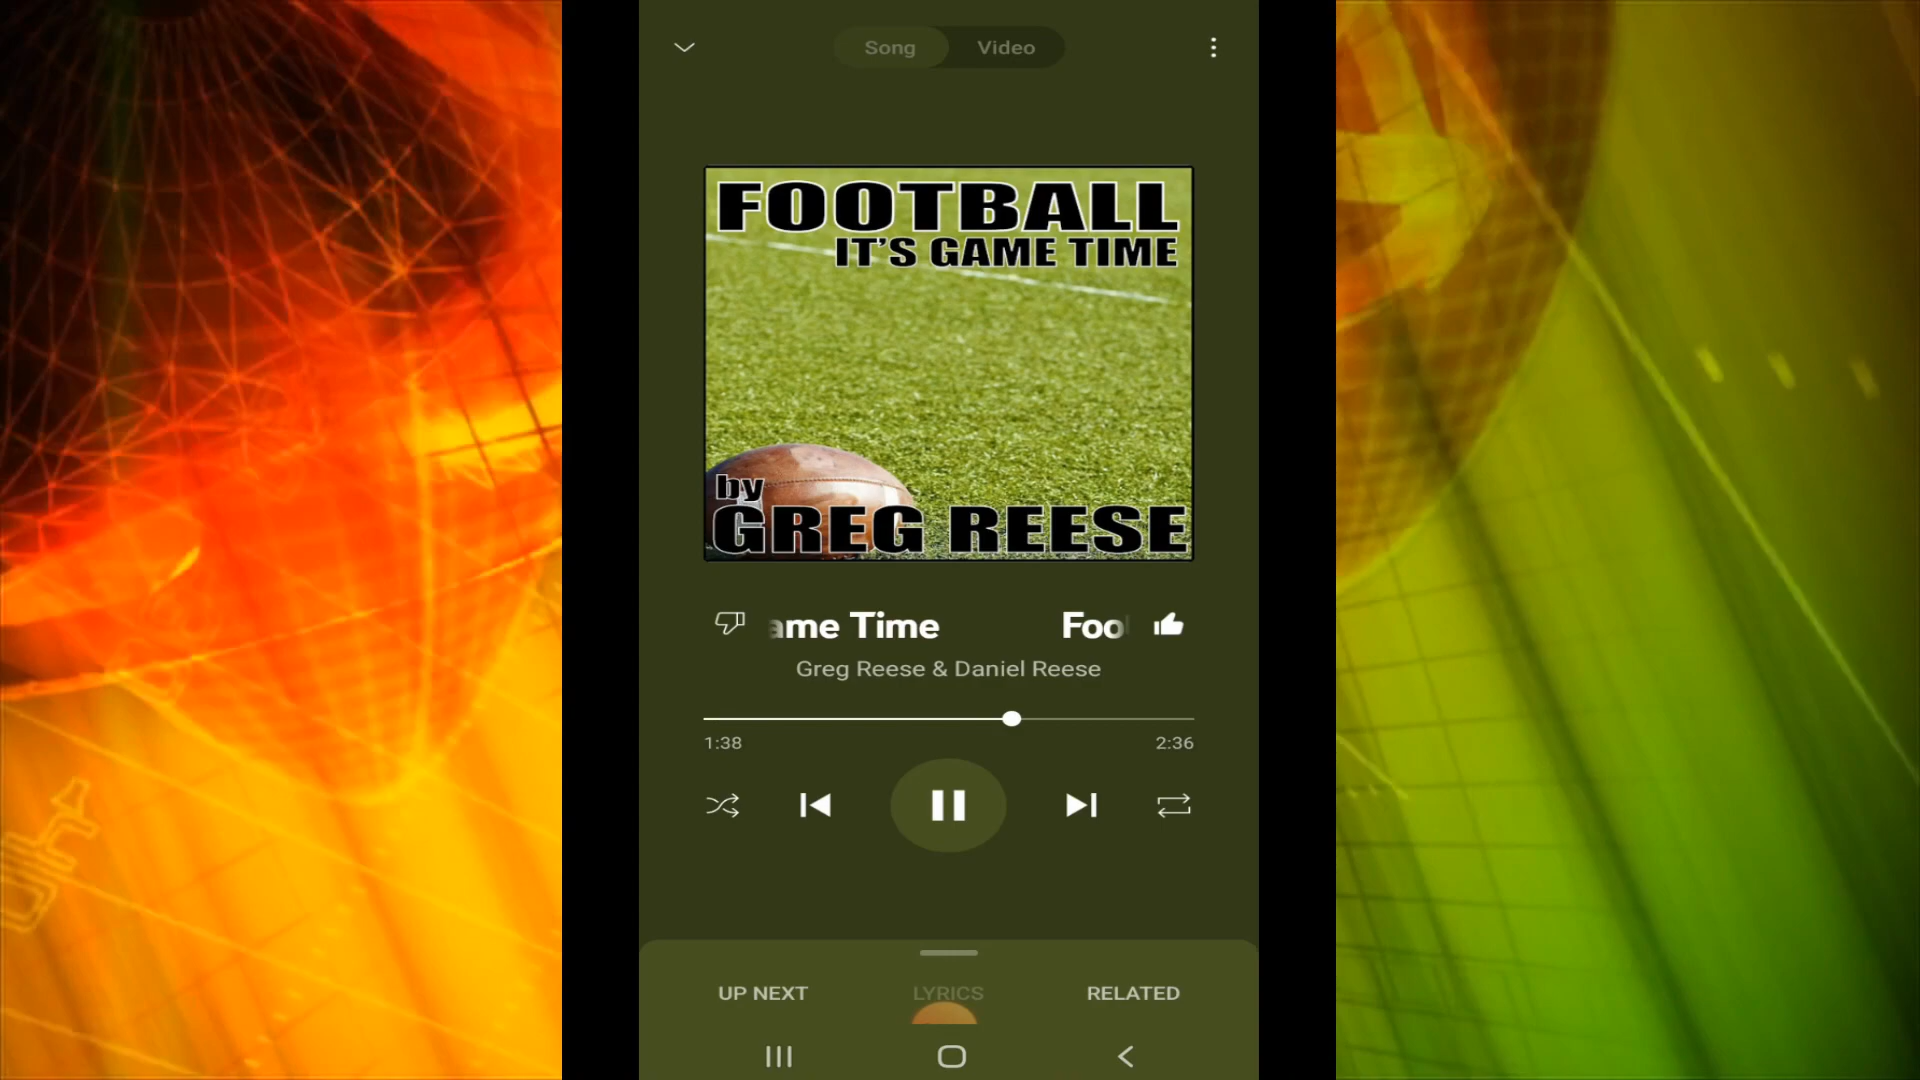 Song Video
FOOTBALL
IT'S GAME TIME
by
GREG REESE
ame Time Foo
Greg Reese & Daniel Reese
1:38 2:36
UP NEXT LYRICS RELATED